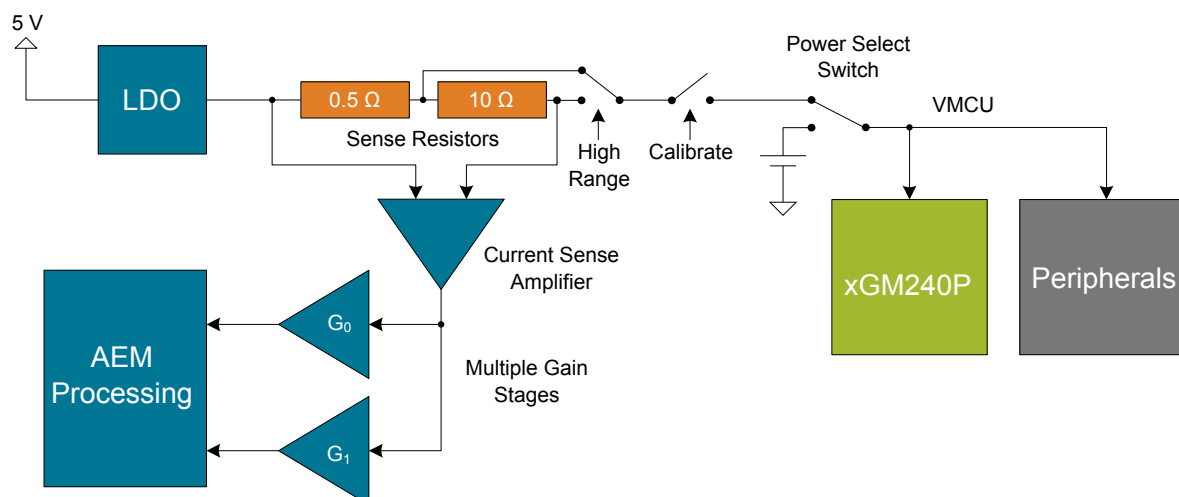 5 V
LDO
0.5 Ω
10 Ω
Sense Resistors
High
Range
Calibrate
Power Select
Switch
VMCU
Current Sense
Amplifier
xGM240P
Peripherals
AEM
Processing
G0
Multiple Gain
Stages
G1